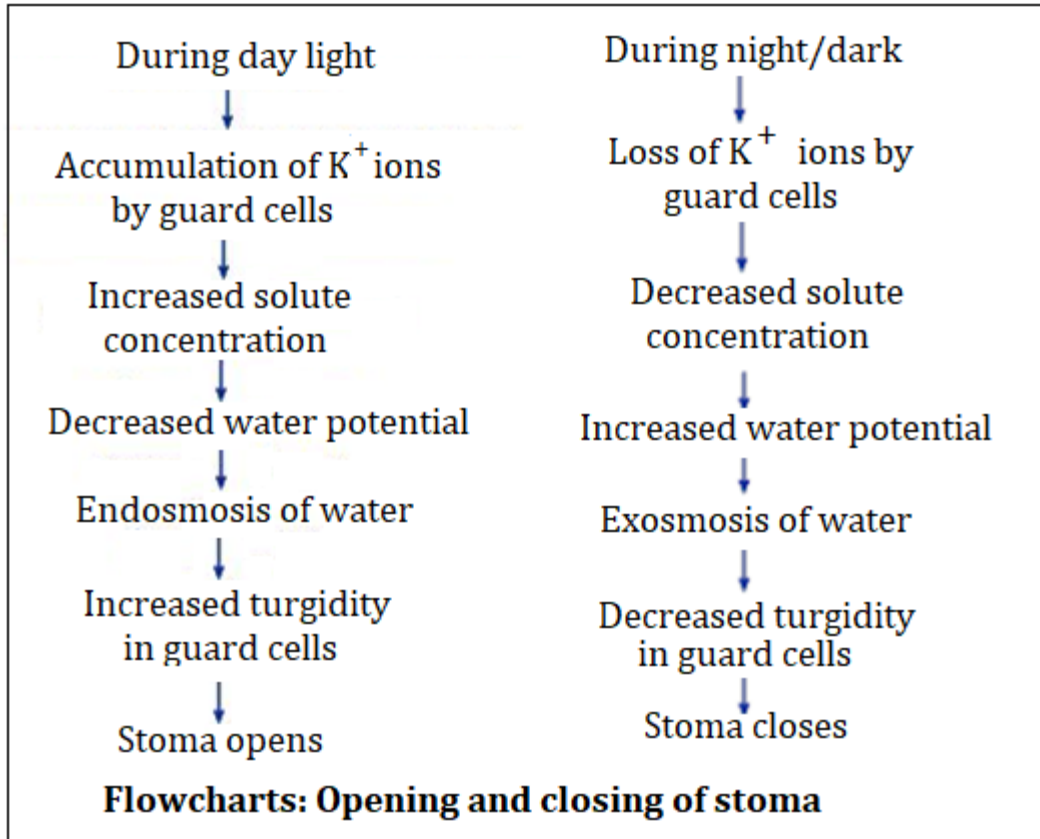 During day light
Accumulation of K⁺ ions
by guard cells
Increased solute
concentration
Decreased water potential
Endosmosis of water
Increased turgidity
in guard cells
Stoma opens
During night/dark
Loss of K⁺ ions by
guard cells
Decreased solute
concentration
Increased water potential
Exosmosis of water
Decreased turgidity
in guard cells
Stoma closes
Flowcharts: Opening and closing of stoma